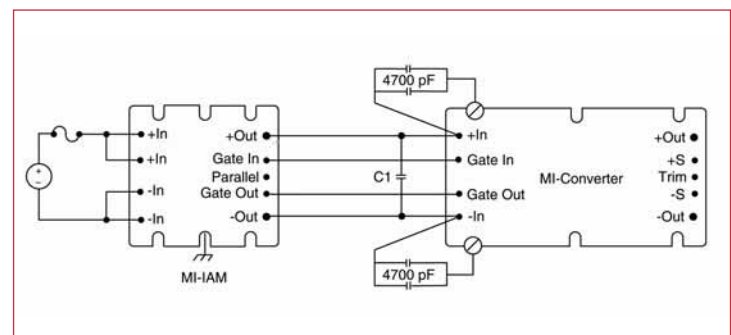 4700 pF
+In
+In
-In
-In
+Out
Gate In
Parallel
Gate Out
-Out
MI-IAM
C1
+In
Gate In
Gate Out
-In
MI-Converter
+Out
+S
Trim
-S
-Out
4700 pF
+
−